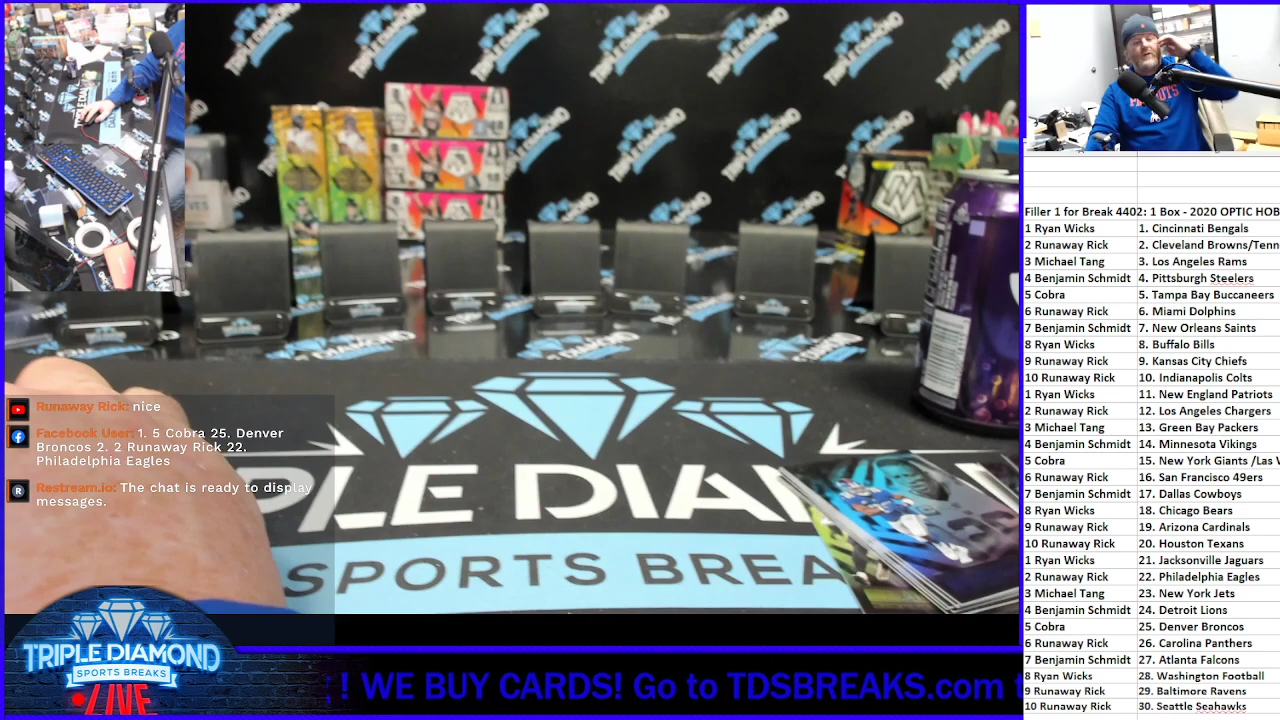 Runaway Rick: nice
Facebook User: 1. 5 Cobra 25. Denver
Broncos 2. 2 Runaway Rick 22.
Philadelphia Eagles
Restream.io: The chat is ready to display
messages.
TRIPLE DIAMOND
SPORTS BREAKS
LIVE
PLE DIAM
SPORTS BREA
! WE BUY CARDS! Go to TDSBREAKS.com
Filler 1 for Break 4402: 1 Box - 2020 OPTIC HOB
1 Ryan Wicks 1. Cincinnati Bengals
2 Runaway Rick 2. Cleveland Browns/Tenn
3 Michael Tang 3. Los Angeles Rams
4 Benjamin Schmidt 4. Pittsburgh Steelers
5 Cobra 5. Tampa Bay Buccaneers
6 Runaway Rick 6. Miami Dolphins
7 Benjamin Schmidt 7. New Orleans Saints
8 Ryan Wicks 8. Buffalo Bills
9 Runaway Rick 9. Kansas City Chiefs
10 Runaway Rick 10. Indianapolis Colts
1 Ryan Wicks 11. New England Patriots
2 Runaway Rick 12. Los Angeles Chargers
3 Michael Tang 13. Green Bay Packers
4 Benjamin Schmidt 14. Minnesota Vikings
5 Cobra 15. New York Giants /Las V
6 Runaway Rick 16. San Francisco 49ers
7 Benjamin Schmidt 17. Dallas Cowboys
8 Ryan Wicks 18. Chicago Bears
9 Runaway Rick 19. Arizona Cardinals
10 Runaway Rick 20. Houston Texans
1 Ryan Wicks 21. Jacksonville Jaguars
2 Runaway Rick 22. Philadelphia Eagles
3 Michael Tang 23. New York Jets
4 Benjamin Schmidt 24. Detroit Lions
5 Cobra 25. Denver Broncos
6 Runaway Rick 26. Carolina Panthers
7 Benjamin Schmidt 27. Atlanta Falcons
8 Ryan Wicks
9 Runaway Rick
10 Runaway Rick 30. Seattle Seahawks